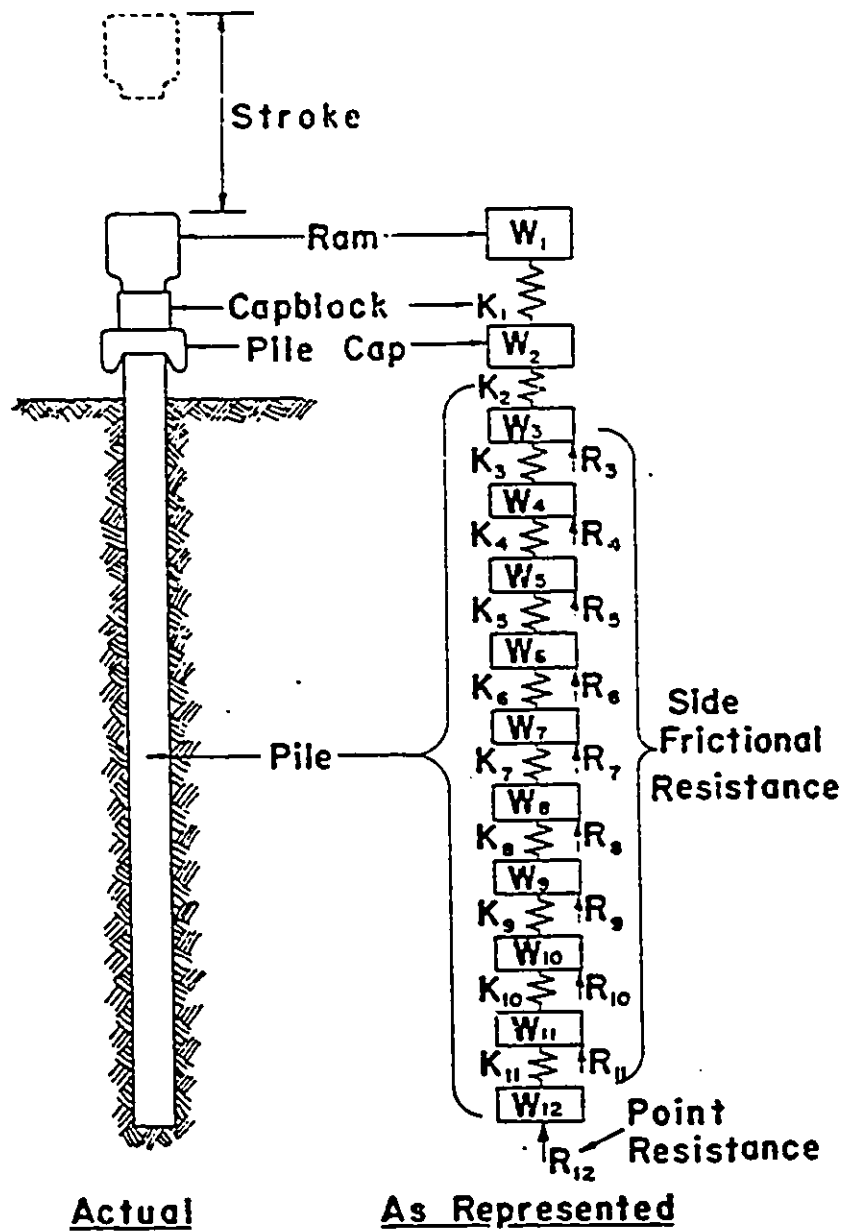 Stroke
Ram
W₁
Capblock
K₁
Pile Cap
W₂
K₂
W₃
K₃
R₃
W₄
K₄
R₄
W₅
K₅
R₅
W₆
K₆
R₆
Side
Frictional
Resistance
W₇
Pile
K₇
R₇
W₈
K₈
R₈
W₉
K₉
R₉
W₁₀
K₁₀
R₁₀
W₁₁
K₁₁
R₁₁
W₁₂
Point
Resistance
R₁₂
Actual
As Represented